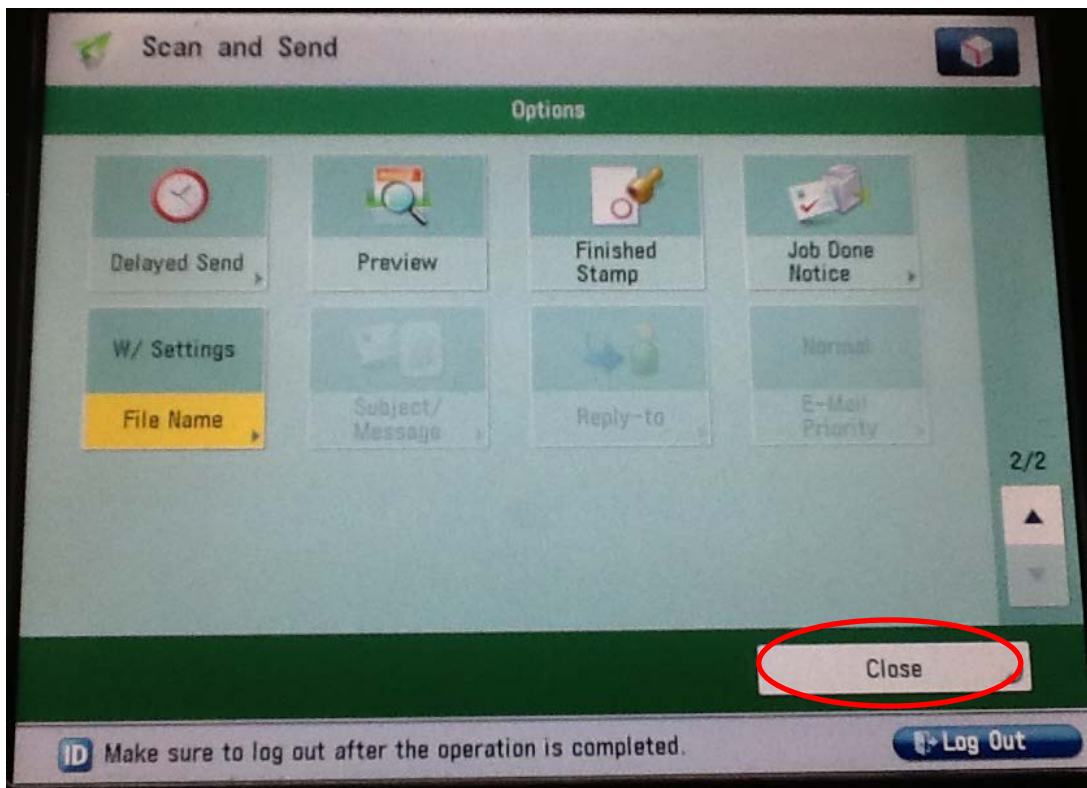 Scan and Send
Options
Delayed Send
Preview
Finished
Stamp
Job Done
Notice
W/ Settings
File Name
Subject/
Message
Reply-to
Normal
E-Mail
Priority
2/2
Close
ID Make sure to log out after the operation is completed.
Log Out